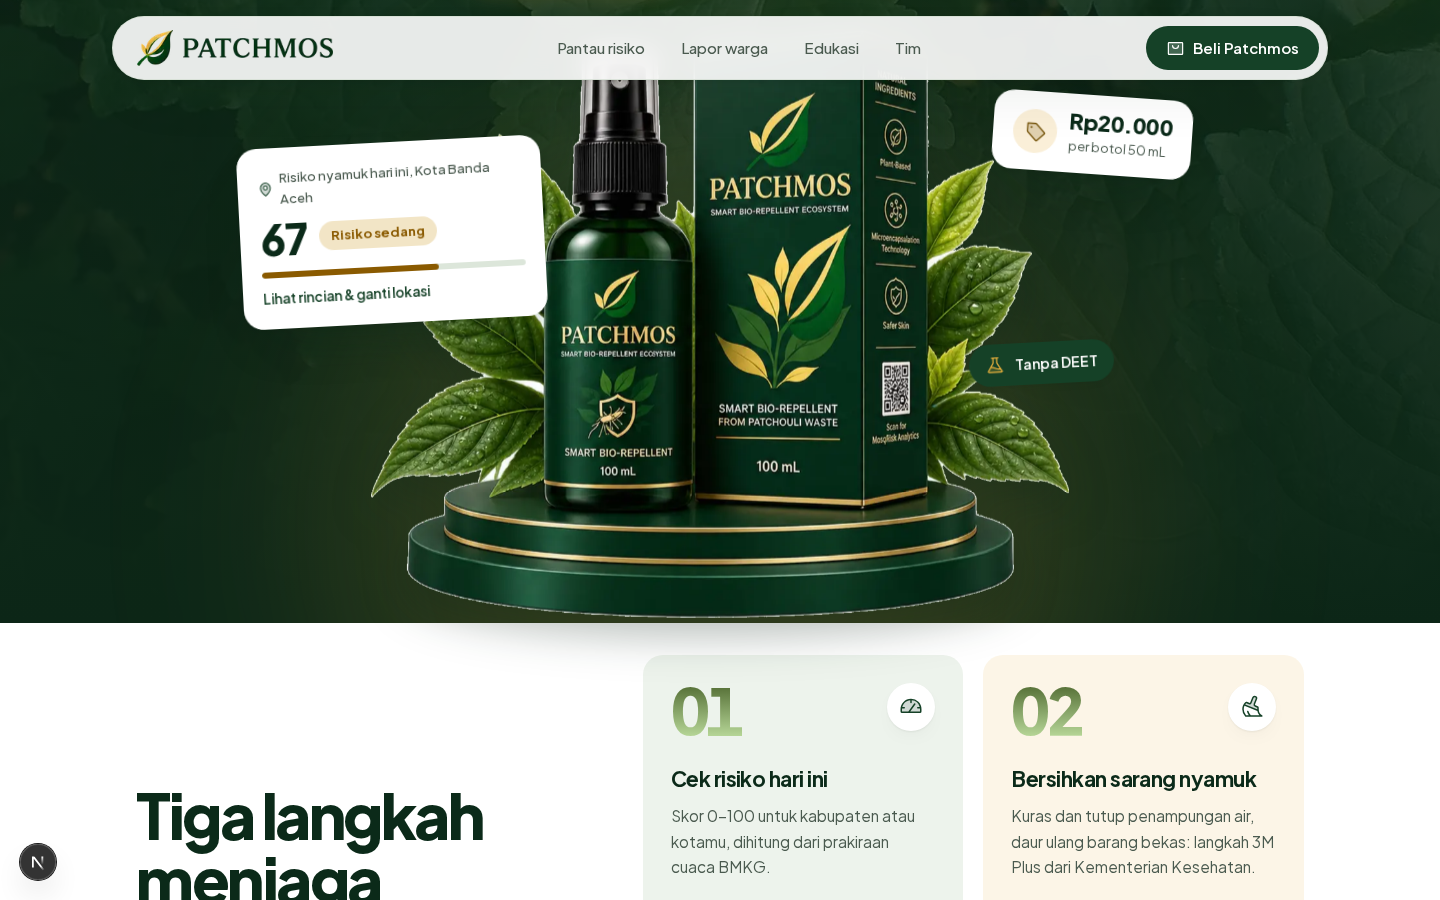 PATCHMOS
Pantau risiko
Lapor warga
Edukasi
Tim
Beli Patchmos
Risiko nyamuk hari ini, Kota Banda
Aceh
67
Risiko sedang
Lihat rincian & ganti lokasi
PATCHMOS
SMART BIO-REPELLENT ECOSYSTEM
SMART BIO-REPELLENT
100 mL
PATCHMOS
SMART BIO-REPELLENT ECOSYSTEM
SMART BIO-REPELLENT
FROM PATCHOULI WASTE
100 mL
INGREDIENTS
Plant-Based
Microencapsulation
Technology
Safer Skin
Scan for
MosqRisk Analytics
Rp20.000
per botol 50 mL
Tanpa DEET
Tiga langkah
menjaga
01
Cek risiko hari ini
Skor 0–100 untuk kabupaten atau
kotamu, dihitung dari prakiraan
cuaca BMKG.
02
Bersihkan sarang nyamuk
Kuras dan tutup penampungan air,
daur ulang barang bekas: langkah 3M
Plus dari Kementerian Kesehatan.
N